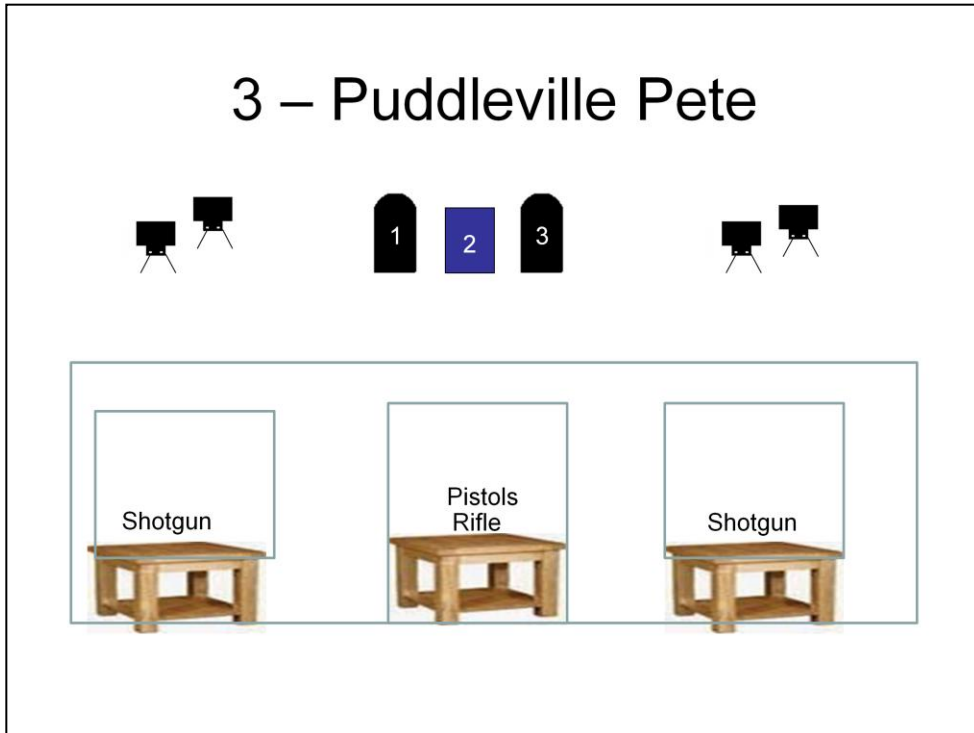 3 – Puddleville Pete
1
2
3
Shotgun
Pistols
Rifle
Shotgun